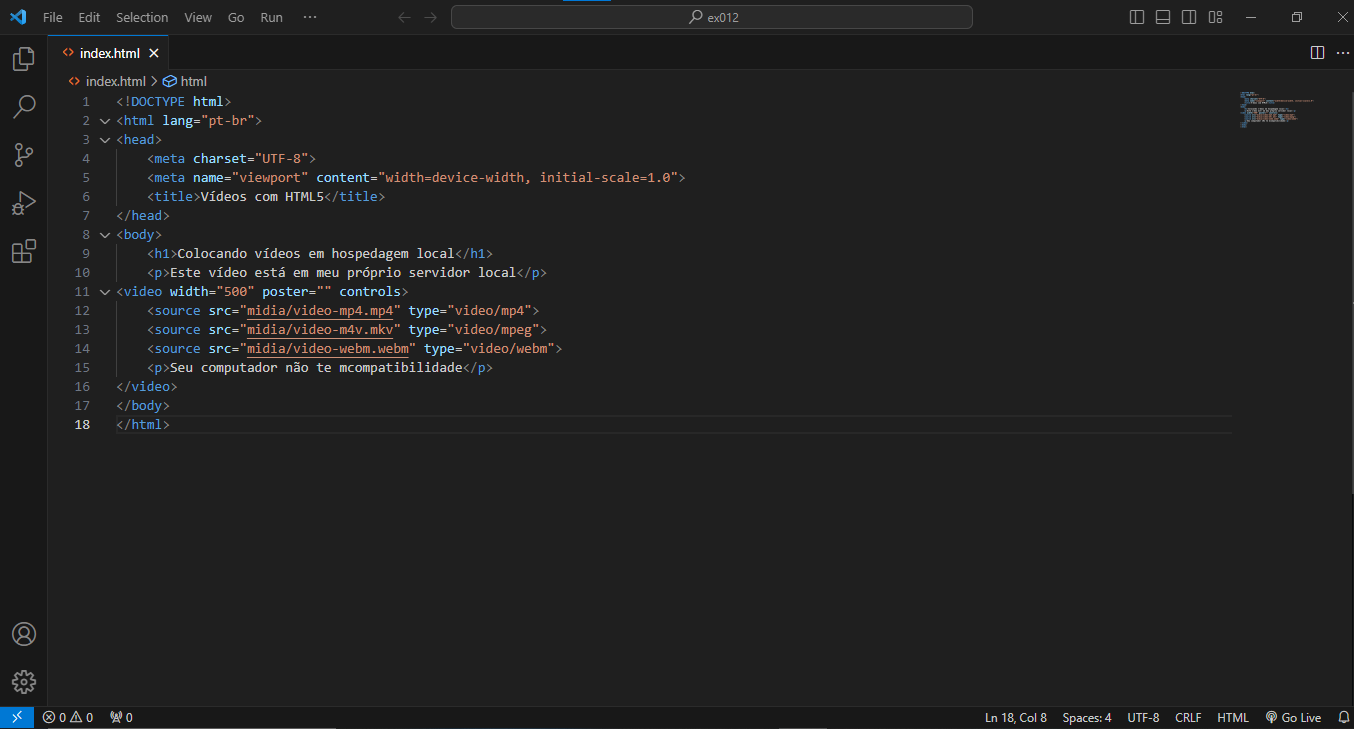 File Edit Selection View Go Run ··· ex012
index.html
index.html > html
1 <!DOCTYPE html>
2 <html lang="pt-br">
3 <head>
4 <meta charset="UTF-8">
5 <meta name="viewport" content="width=device-width, initial-scale=1.0">
6 <title>Vídeos com HTML5</title>
7 </head>
8 <body>
9 <h1>Colocando vídeos em hospedagem local</h1>
10 <p>Este vídeo está em meu próprio servidor local</p>
11 <video width="500" poster="" controls>
12 <source src="midia/video-mp4.mp4" type="video/mp4">
13 <source src="midia/video-m4v.mkv" type="video/mpeg">
14 <source src="midia/video-webm.webm" type="video/webm">
15 <p>Seu computador não te mcompatibilidade</p>
16 </video>
17 </body>
18 </html>
0 0 0 Ln 18, Col 8 Spaces: 4 UTF-8 CRLF HTML Go Live